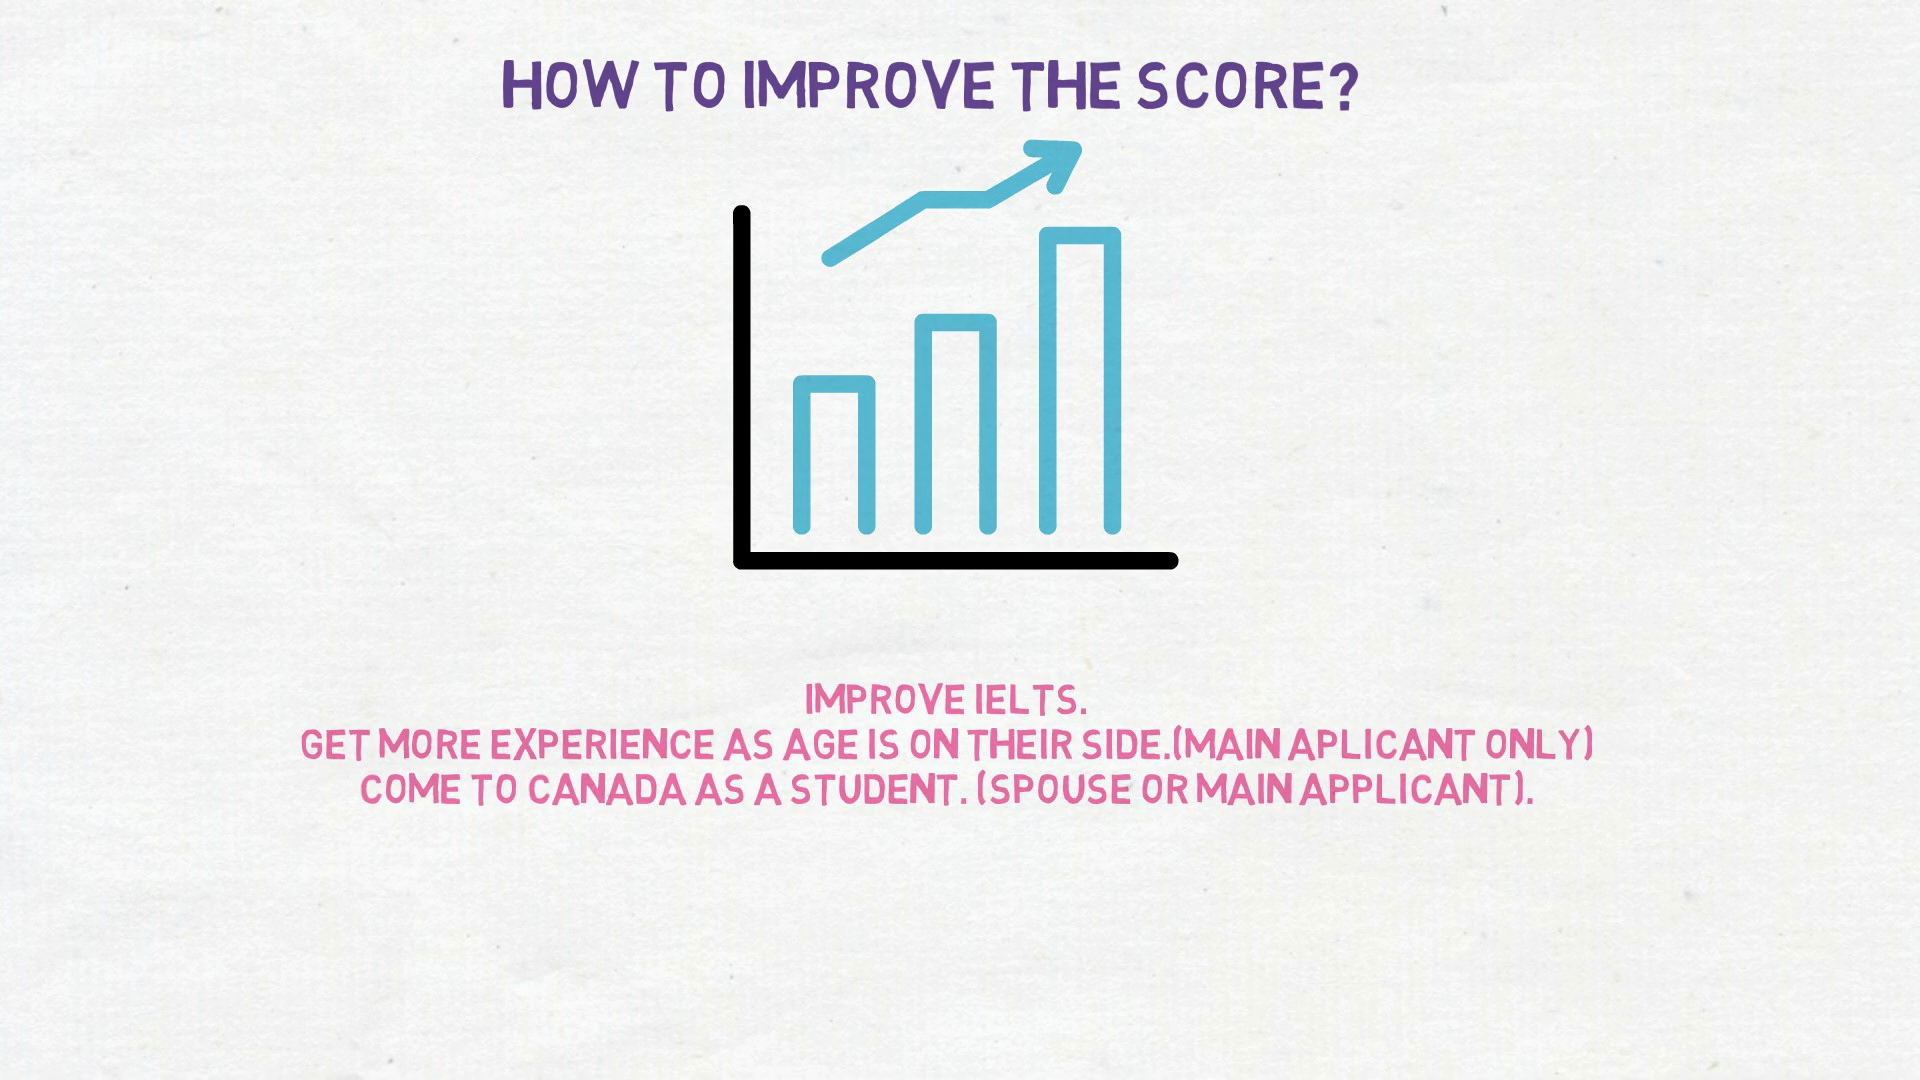 HOW TO IMPROVE THE SCORE?
IMPROVE IELTS.
GET MORE EXPERIENCE AS AGE IS ON THEIR SIDE.(MAIN APLICANT ONLY)
COME TO CANADA AS A STUDENT. (SPOUSE OR MAIN APPLICANT).